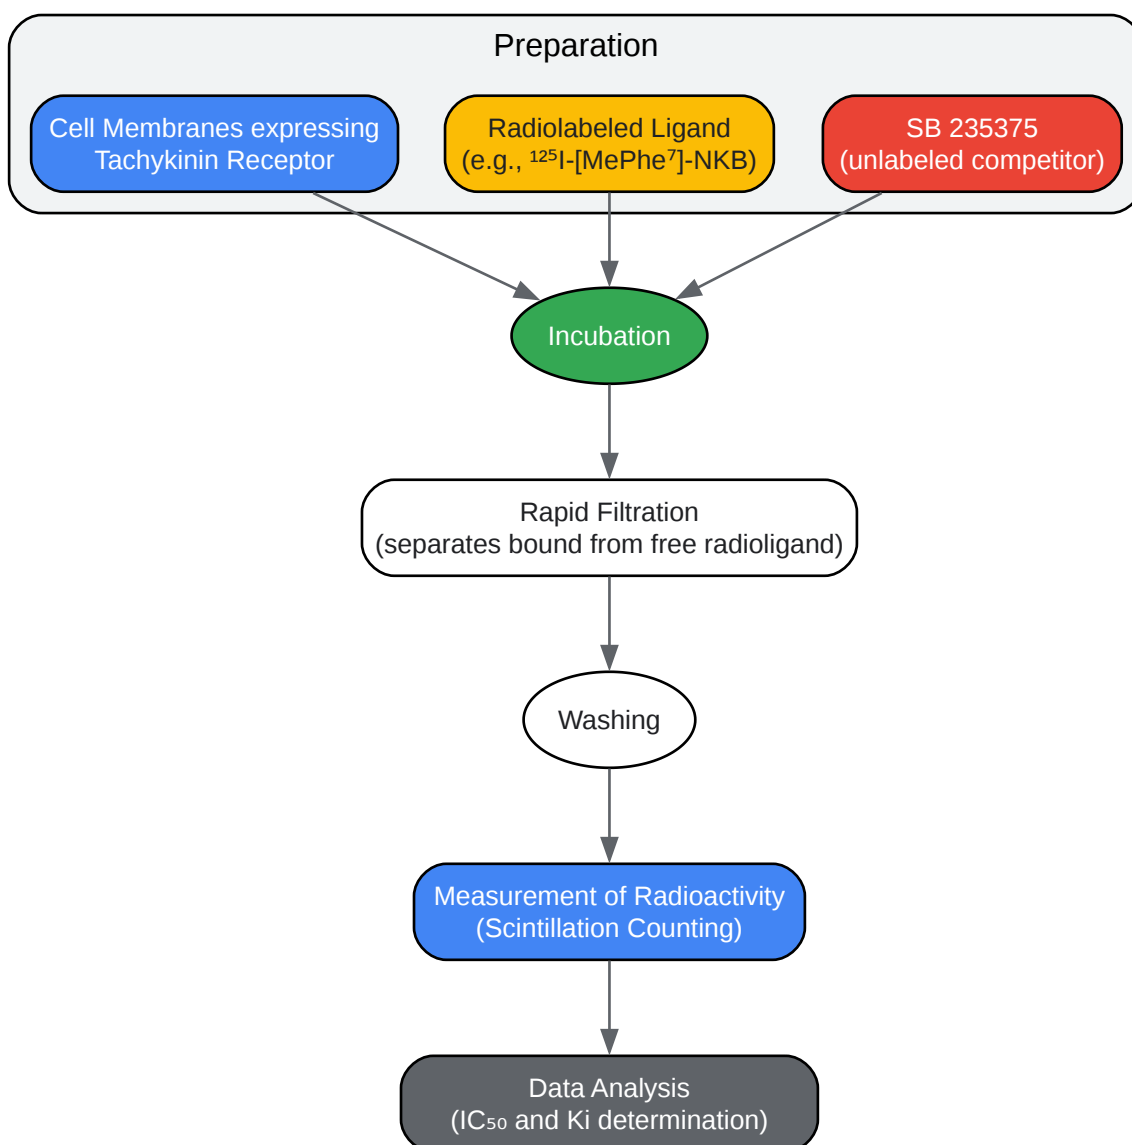 Preparation
Cell Membranes expressing
Tachykinin Receptor
Radiolabeled Ligand
(e.g., ¹²⁵I-[MePhe⁷]-NKB)
SB 235375
(unlabeled competitor)
Incubation
Rapid Filtration
(separates bound from free radioligand)
Washing
Measurement of Radioactivity
(Scintillation Counting)
Data Analysis
(IC₅₀ and Ki determination)